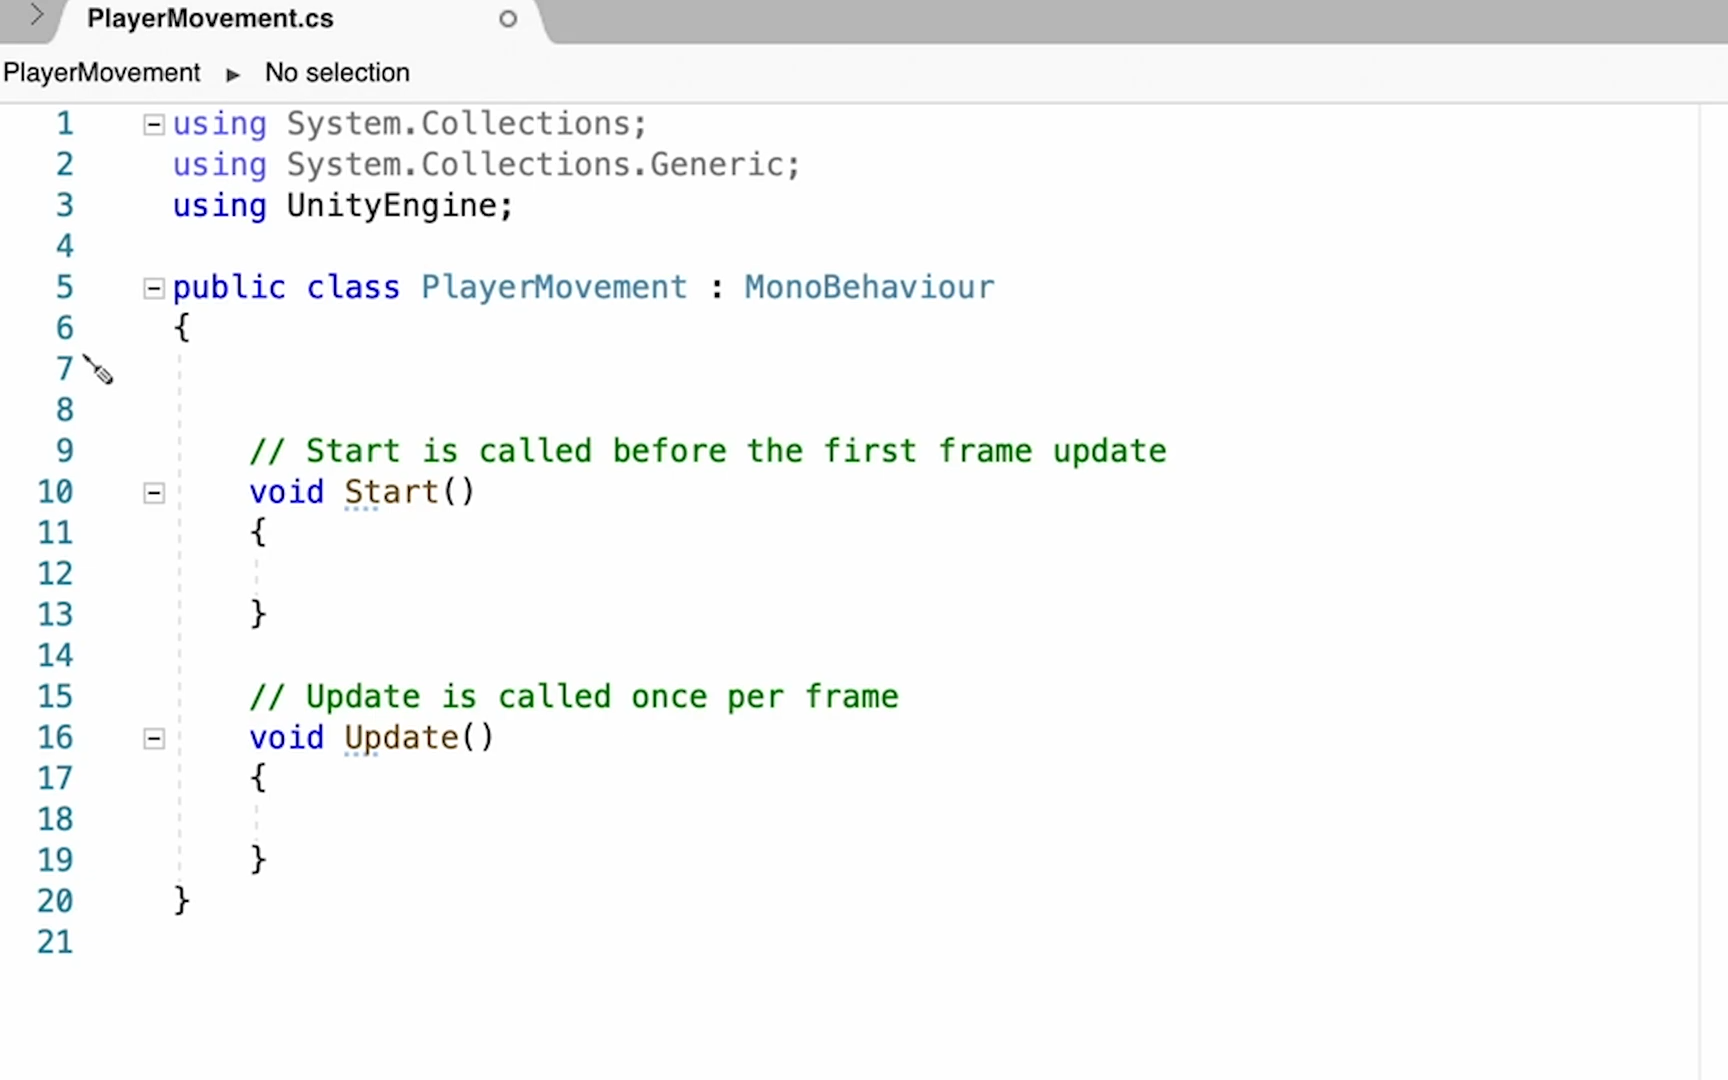 PlayerMovement.cs
PlayerMovement ▸ No selection
1 using System.Collections;
2 using System.Collections.Generic;
3 using UnityEngine;
4
5 public class PlayerMovement : MonoBehaviour
6 {
7
8
9 // Start is called before the first frame update
10 void Start()
11 {
12
13 }
14
15 // Update is called once per frame
16 void Update()
17 {
18
19 }
20 }
21